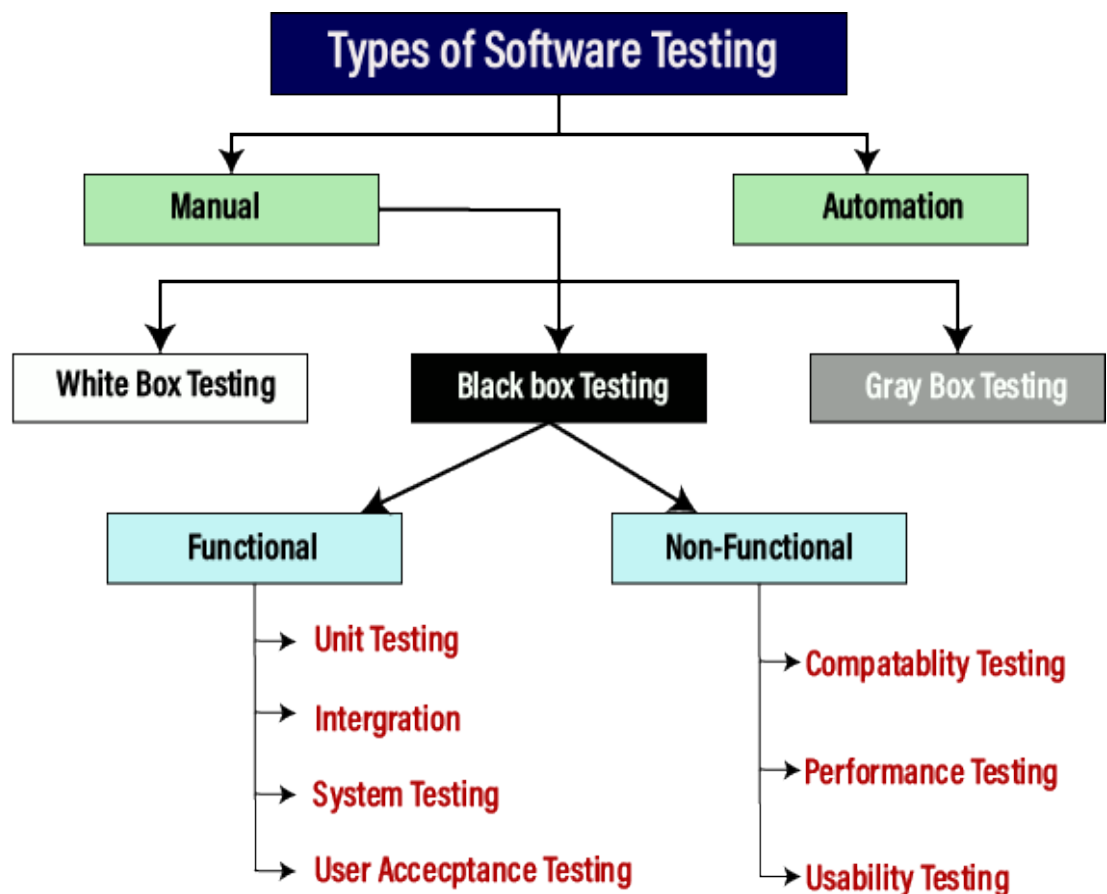 Types of Software Testing
Manual
Automation
White Box Testing
Black box Testing
Gray Box Testing
Functional
Non-Functional
Unit Testing
Intergration
System Testing
User Accecptance Testing
Compatablity Testing
Performance Testing
Usability Testing